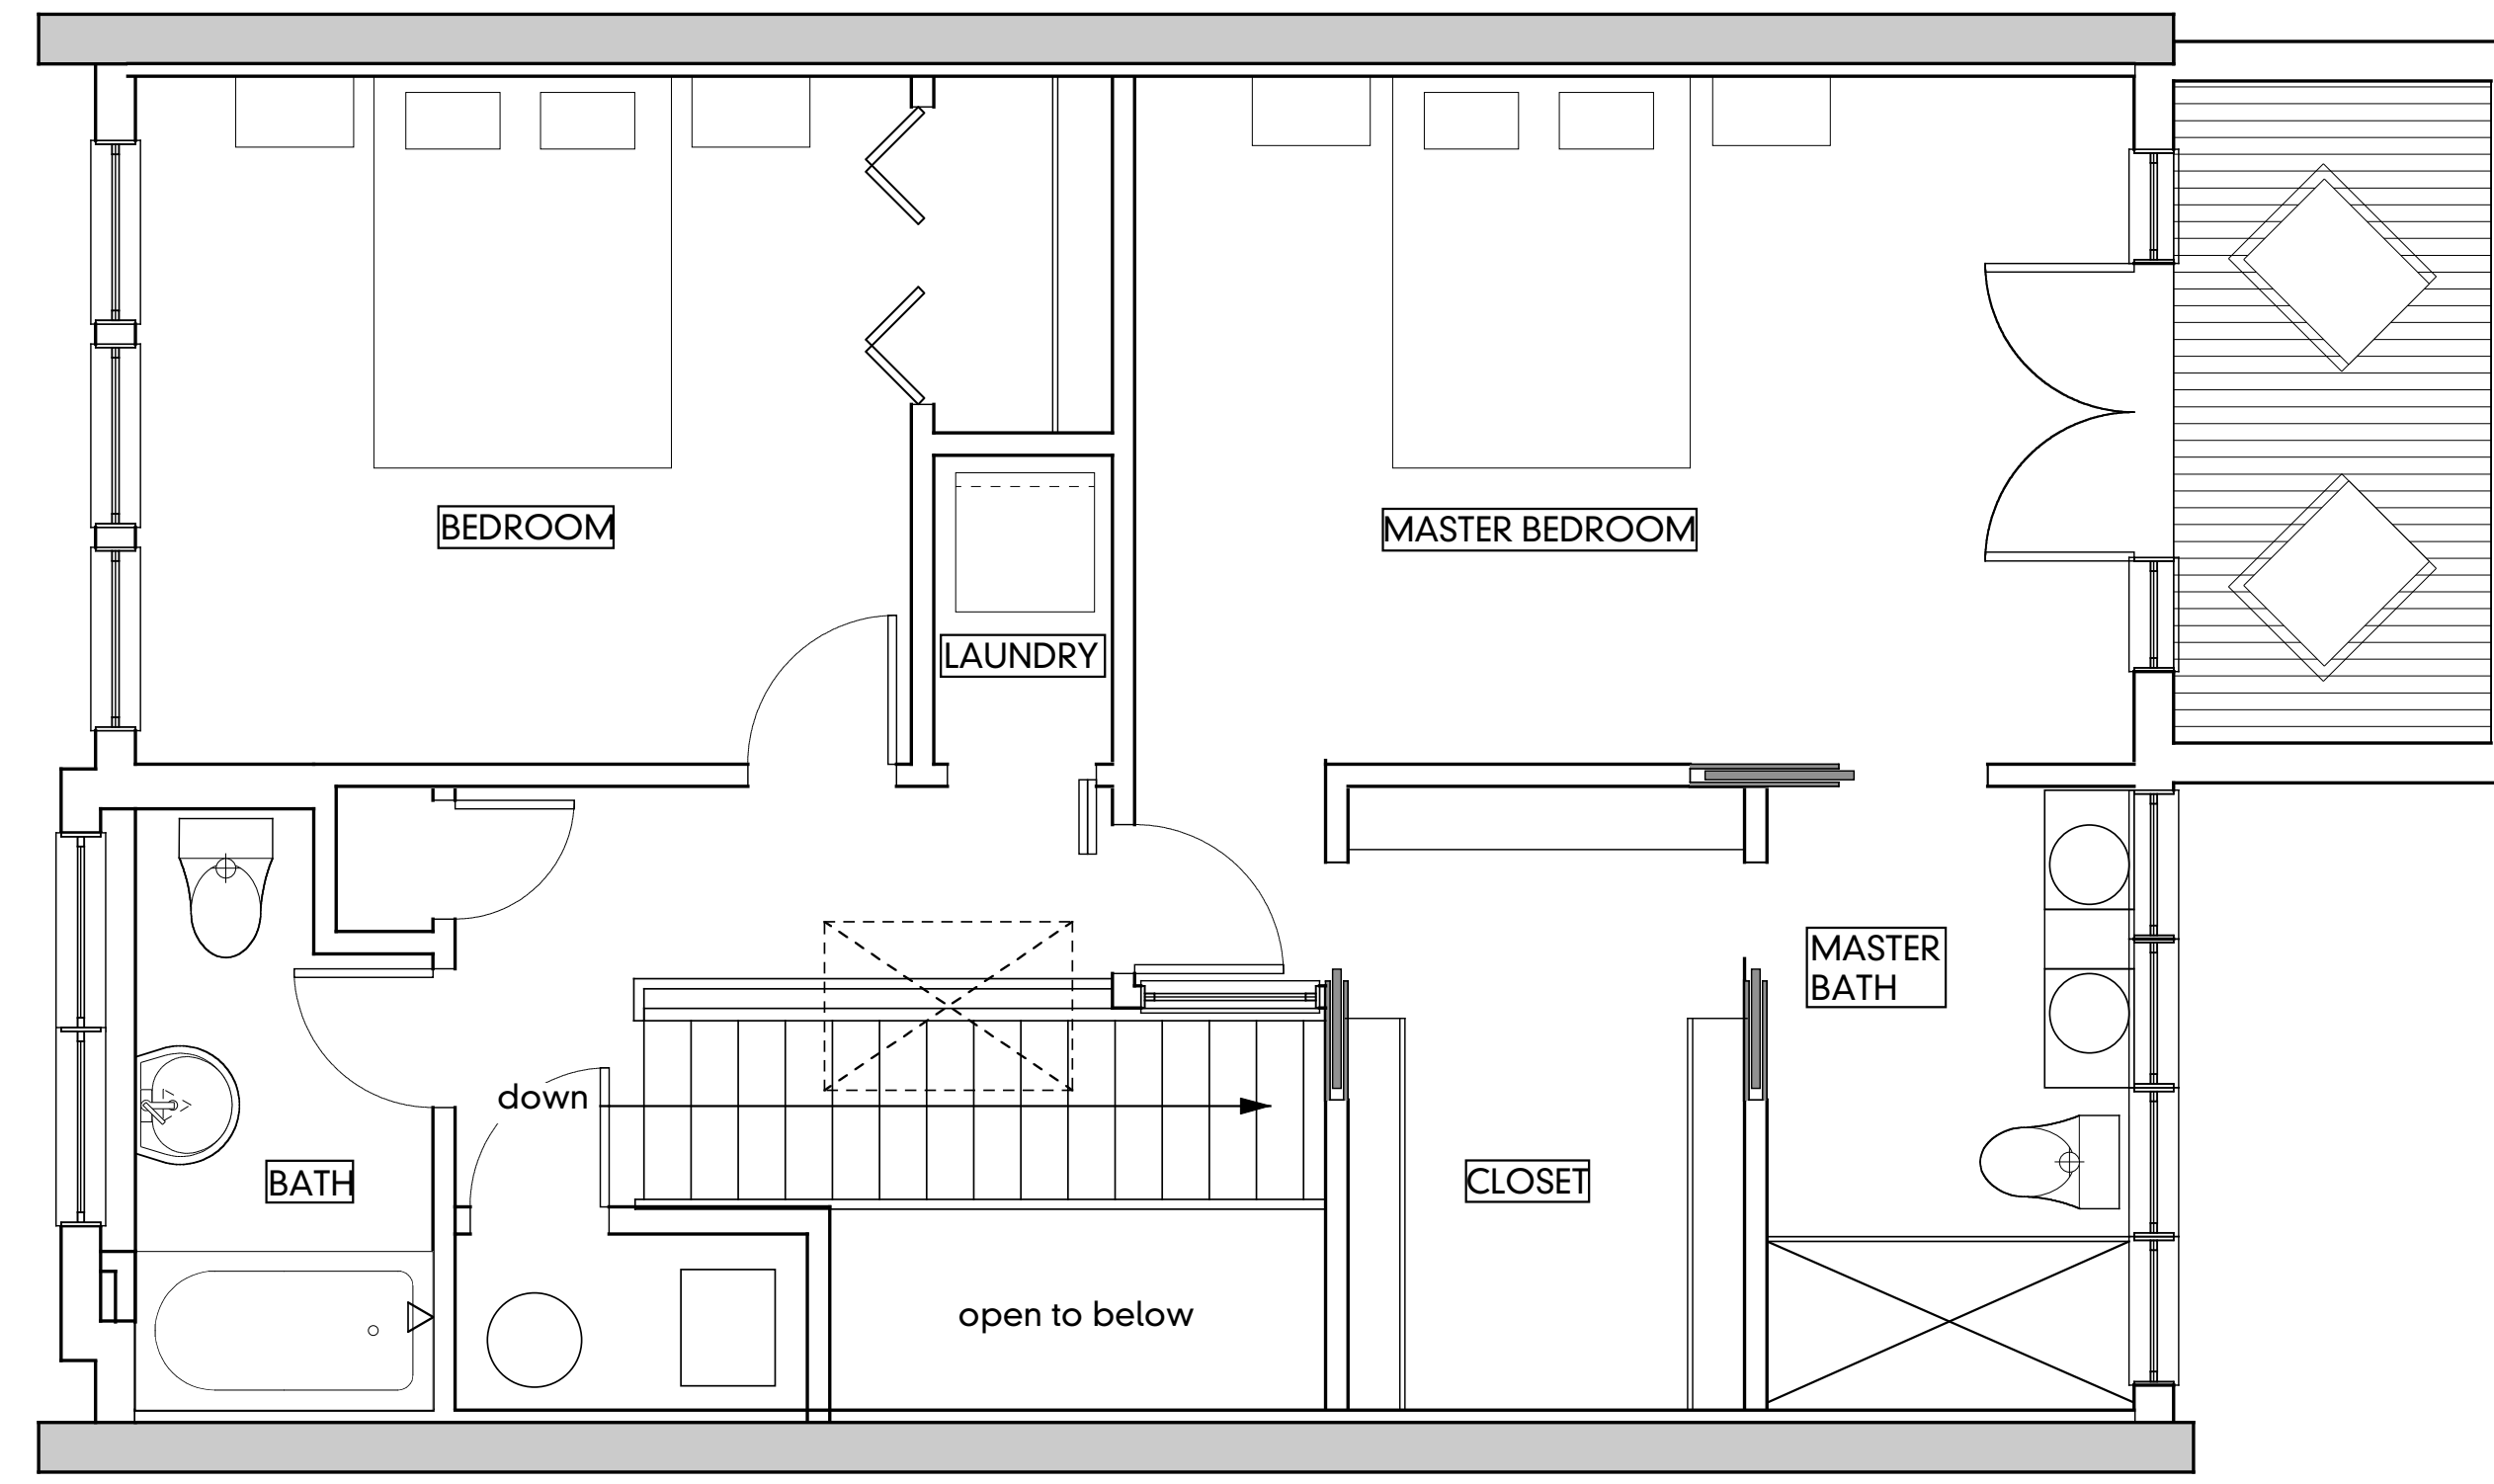 BEDROOM
MASTER BEDROOM
LAUNDRY
MASTER
BATH
down
BATH
CLOSET
open to below